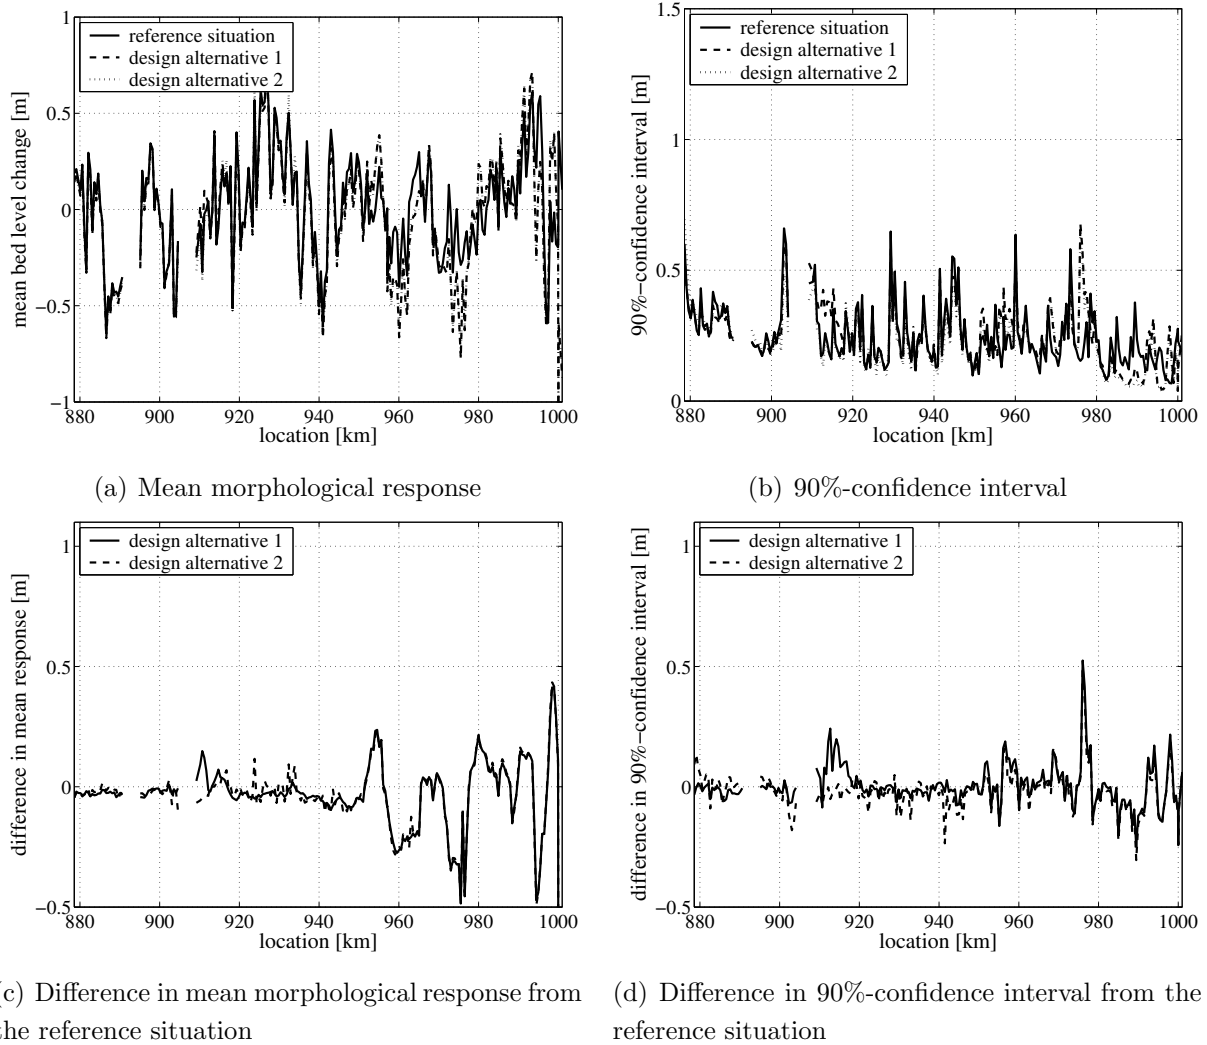 1
0.5
0
−0.5
−1
880
900
920
940
960
980
1000
mean bed level change [m]
location [km]
reference situation
design alternative 1
design alternative 2
(a) Mean morphological response
1.5
1
0.5
0
880
900
920
940
960
980
1000
90%−confidence interval [m]
location [km]
reference situation
design alternative 1
design alternative 2
(b) 90%-confidence interval
1
0.5
0
−0.5
880
900
920
940
960
980
1000
difference in mean response [m]
location [km]
design alternative 1
design alternative 2
(c) Difference in mean morphological response from
the reference situation
1
0.5
0
−0.5
880
900
920
940
960
980
1000
difference in 90%−confidence interval [m]
location [km]
design alternative 1
design alternative 2
(d) Difference in 90%-confidence interval from the
reference situation